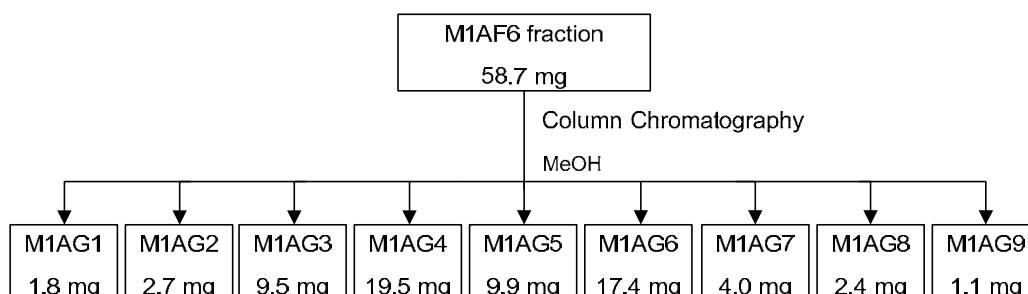 M1AF6 fraction
58.7 mg
Column Chromatography
MeOH
M1AG1 M1AG2 M1AG3 M1AG4 M1AG5 M1AG6 M1AG7 M1AG8 M1AG9
1.8 mg 2.7 mg 9.5 mg 19.5 mg 9.9 mg 17.4 mg 4.0 mg 2.4 mg 1.1 mg